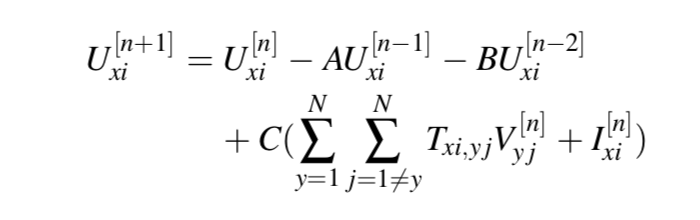 U_{xi}^{[n+1]} = U_{xi}^{[n]} − AU_{xi}^{[n−1]} − BU_{xi}^{[n−2]}
+ C(∑_{y=1}^{N} ∑_{j=1≠y}^{N} T_{xi,yj}V_{yj}^{[n]} + I_{xi}^{[n]})